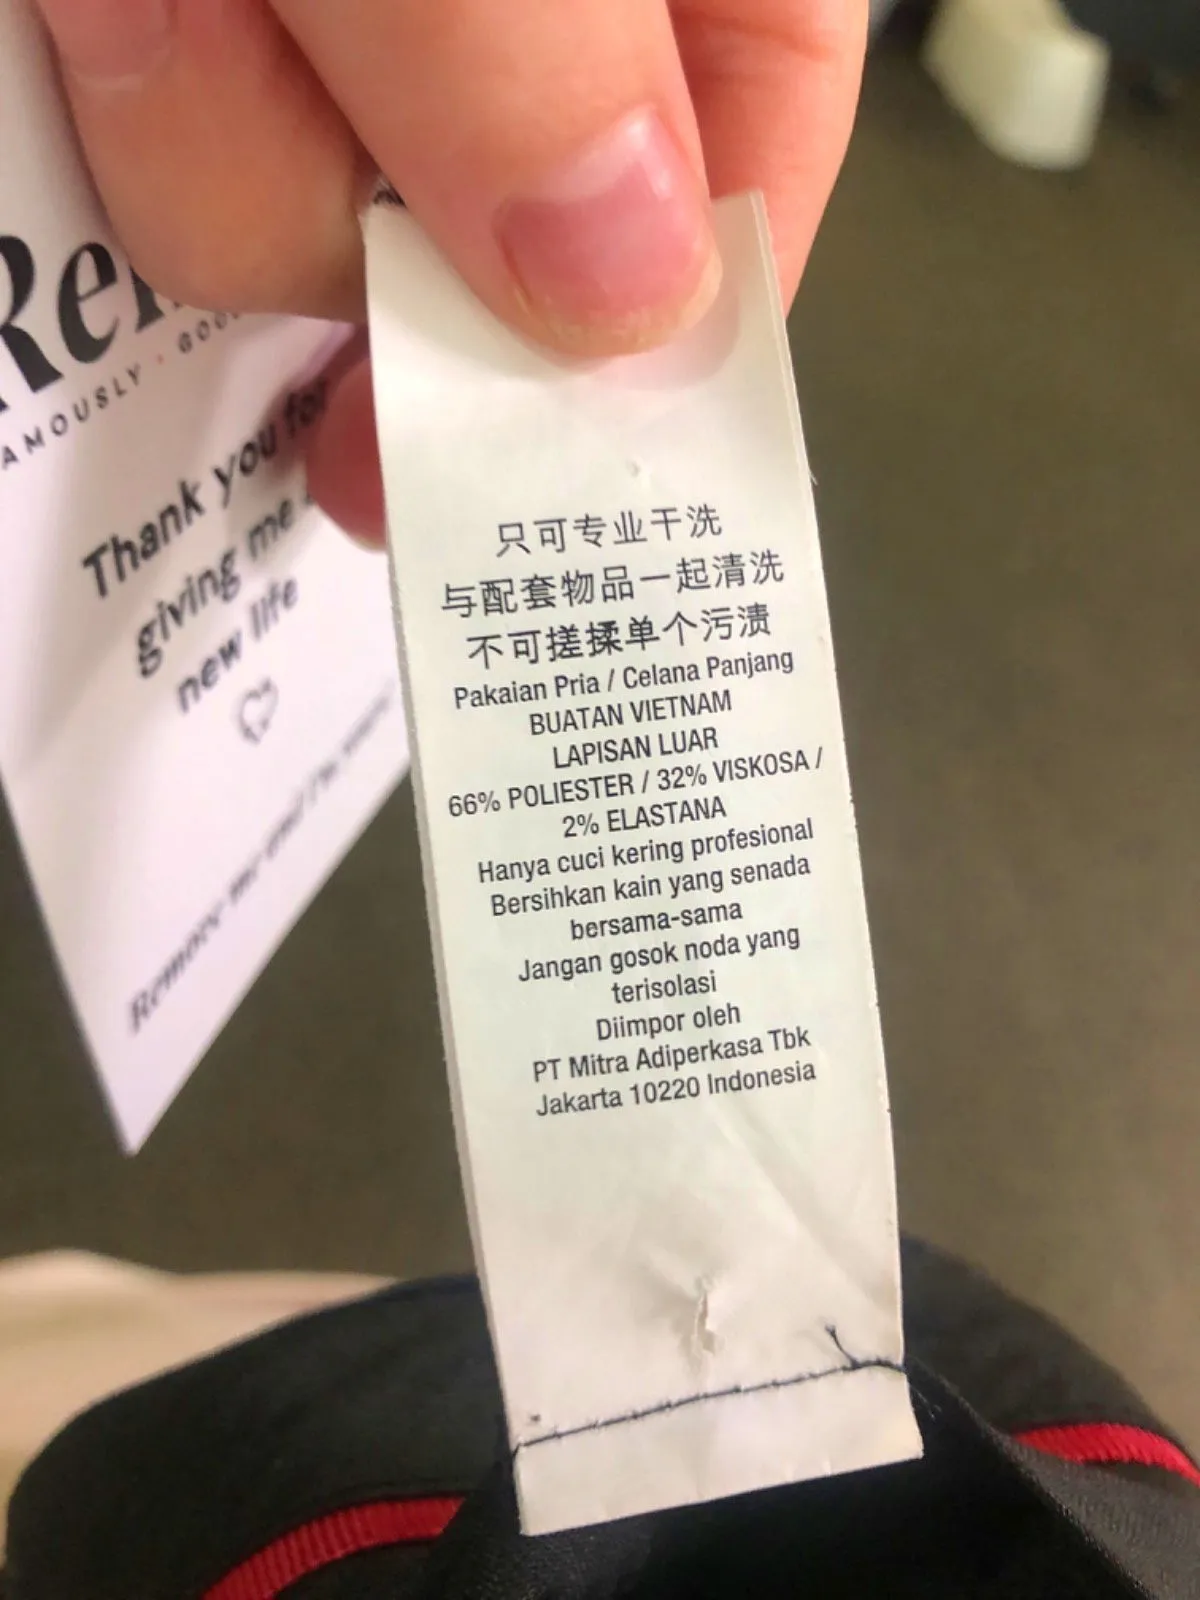 AMOUSLY
Thank you for
giving me
new life
只可专业干洗
与配套物品一起清洗
不可搓揉单个污渍
Pakaian Pria / Celana Panjang
BUATAN VIETNAM
LAPISAN LUAR
66% POLIESTER / 32% VISKOSA /
2% ELASTANA
Hanya cuci kering profesional
Bersihkan kain yang senada
bersama-sama
Jangan gosok noda yang
terisolasi
Diimpor oleh
PT Mitra Adiperkasa Tbk
Jakarta 10220 Indonesia